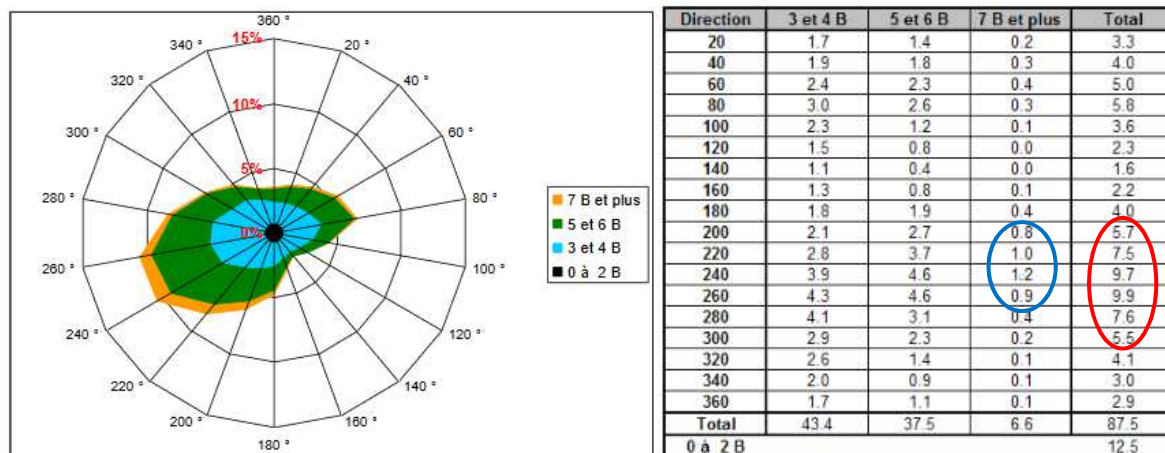 360 °
15%
340 °
20 °
320 °
40 °
10%
300 °
60 °
5%
280 °
80 °
0%
260 °
100 °
240 °
120 °
220 °
140 °
200 °
160 °
180 °
7 B et plus
5 et 6 B
3 et 4 B
0 à 2 B
Direction 3 et 4 B 5 et 6 B 7 B et plus Total
20 1.7 1.4 0.2 3.3
40 1.9 1.8 0.3 4.0
60 2.4 2.3 0.4 5.0
80 3.0 2.6 0.3 5.8
100 2.3 1.2 0.1 3.6
120 1.5 0.8 0.0 2.3
140 1.1 0.4 0.0 1.6
160 1.3 0.8 0.1 2.2
180 1.8 1.9 0.4 4.0
200 2.1 2.7 0.8 5.7
220 2.8 3.7 1.0 7.5
240 3.9 4.6 1.2 9.7
260 4.3 4.6 0.9 9.9
280 4.1 3.1 0.4 7.6
300 2.9 2.3 0.2 5.5
320 2.6 1.4 0.1 4.1
340 2.0 0.9 0.1 3.0
360 1.7 1.1 0.1 2.9
Total 43.4 37.5 6.6 87.5
0 à 2 B 12.5